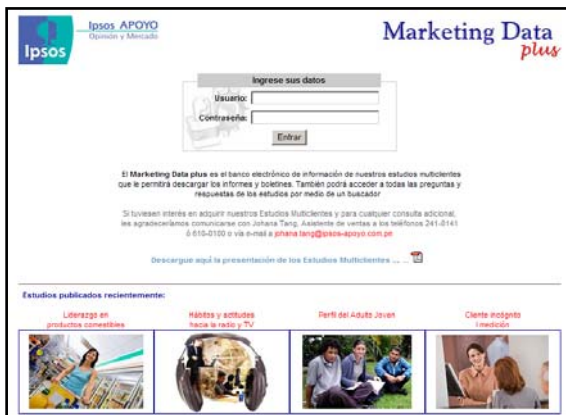 Ipsos
Ipsos APOYO
Opinión y Mercado
Marketing Data
plus
Ingrese sus datos
Usuario:
Contraseña:
Entrar
El Marketing Data plus es el banco electrónico de información de nuestros estudios multiclientes
que le permitirá descargar los informes y boletines. También podrá acceder a todas las preguntas y
respuestas de los estudios por medio de un buscador
Si tuviesen interés en adquirir nuestros Estudios Multiclientes y para cualquier consulta adicional,
les agradeceríamos comunicarse con Johana Tang, Asistente de ventas a los teléfonos 241-8141
ó 610-0100 o vía e-mail a johana.tang@ipsos-apoyo.com.pe
Descargue aquí la presentación de los Estudios Multiclientes ... ...
Estudios publicados recientemente:
Liderazgo en
productos comestibles
Hábitos y actitudes
hacia la radio y TV
Perfil del Adulto Joven
Cliente incógnito
I medición